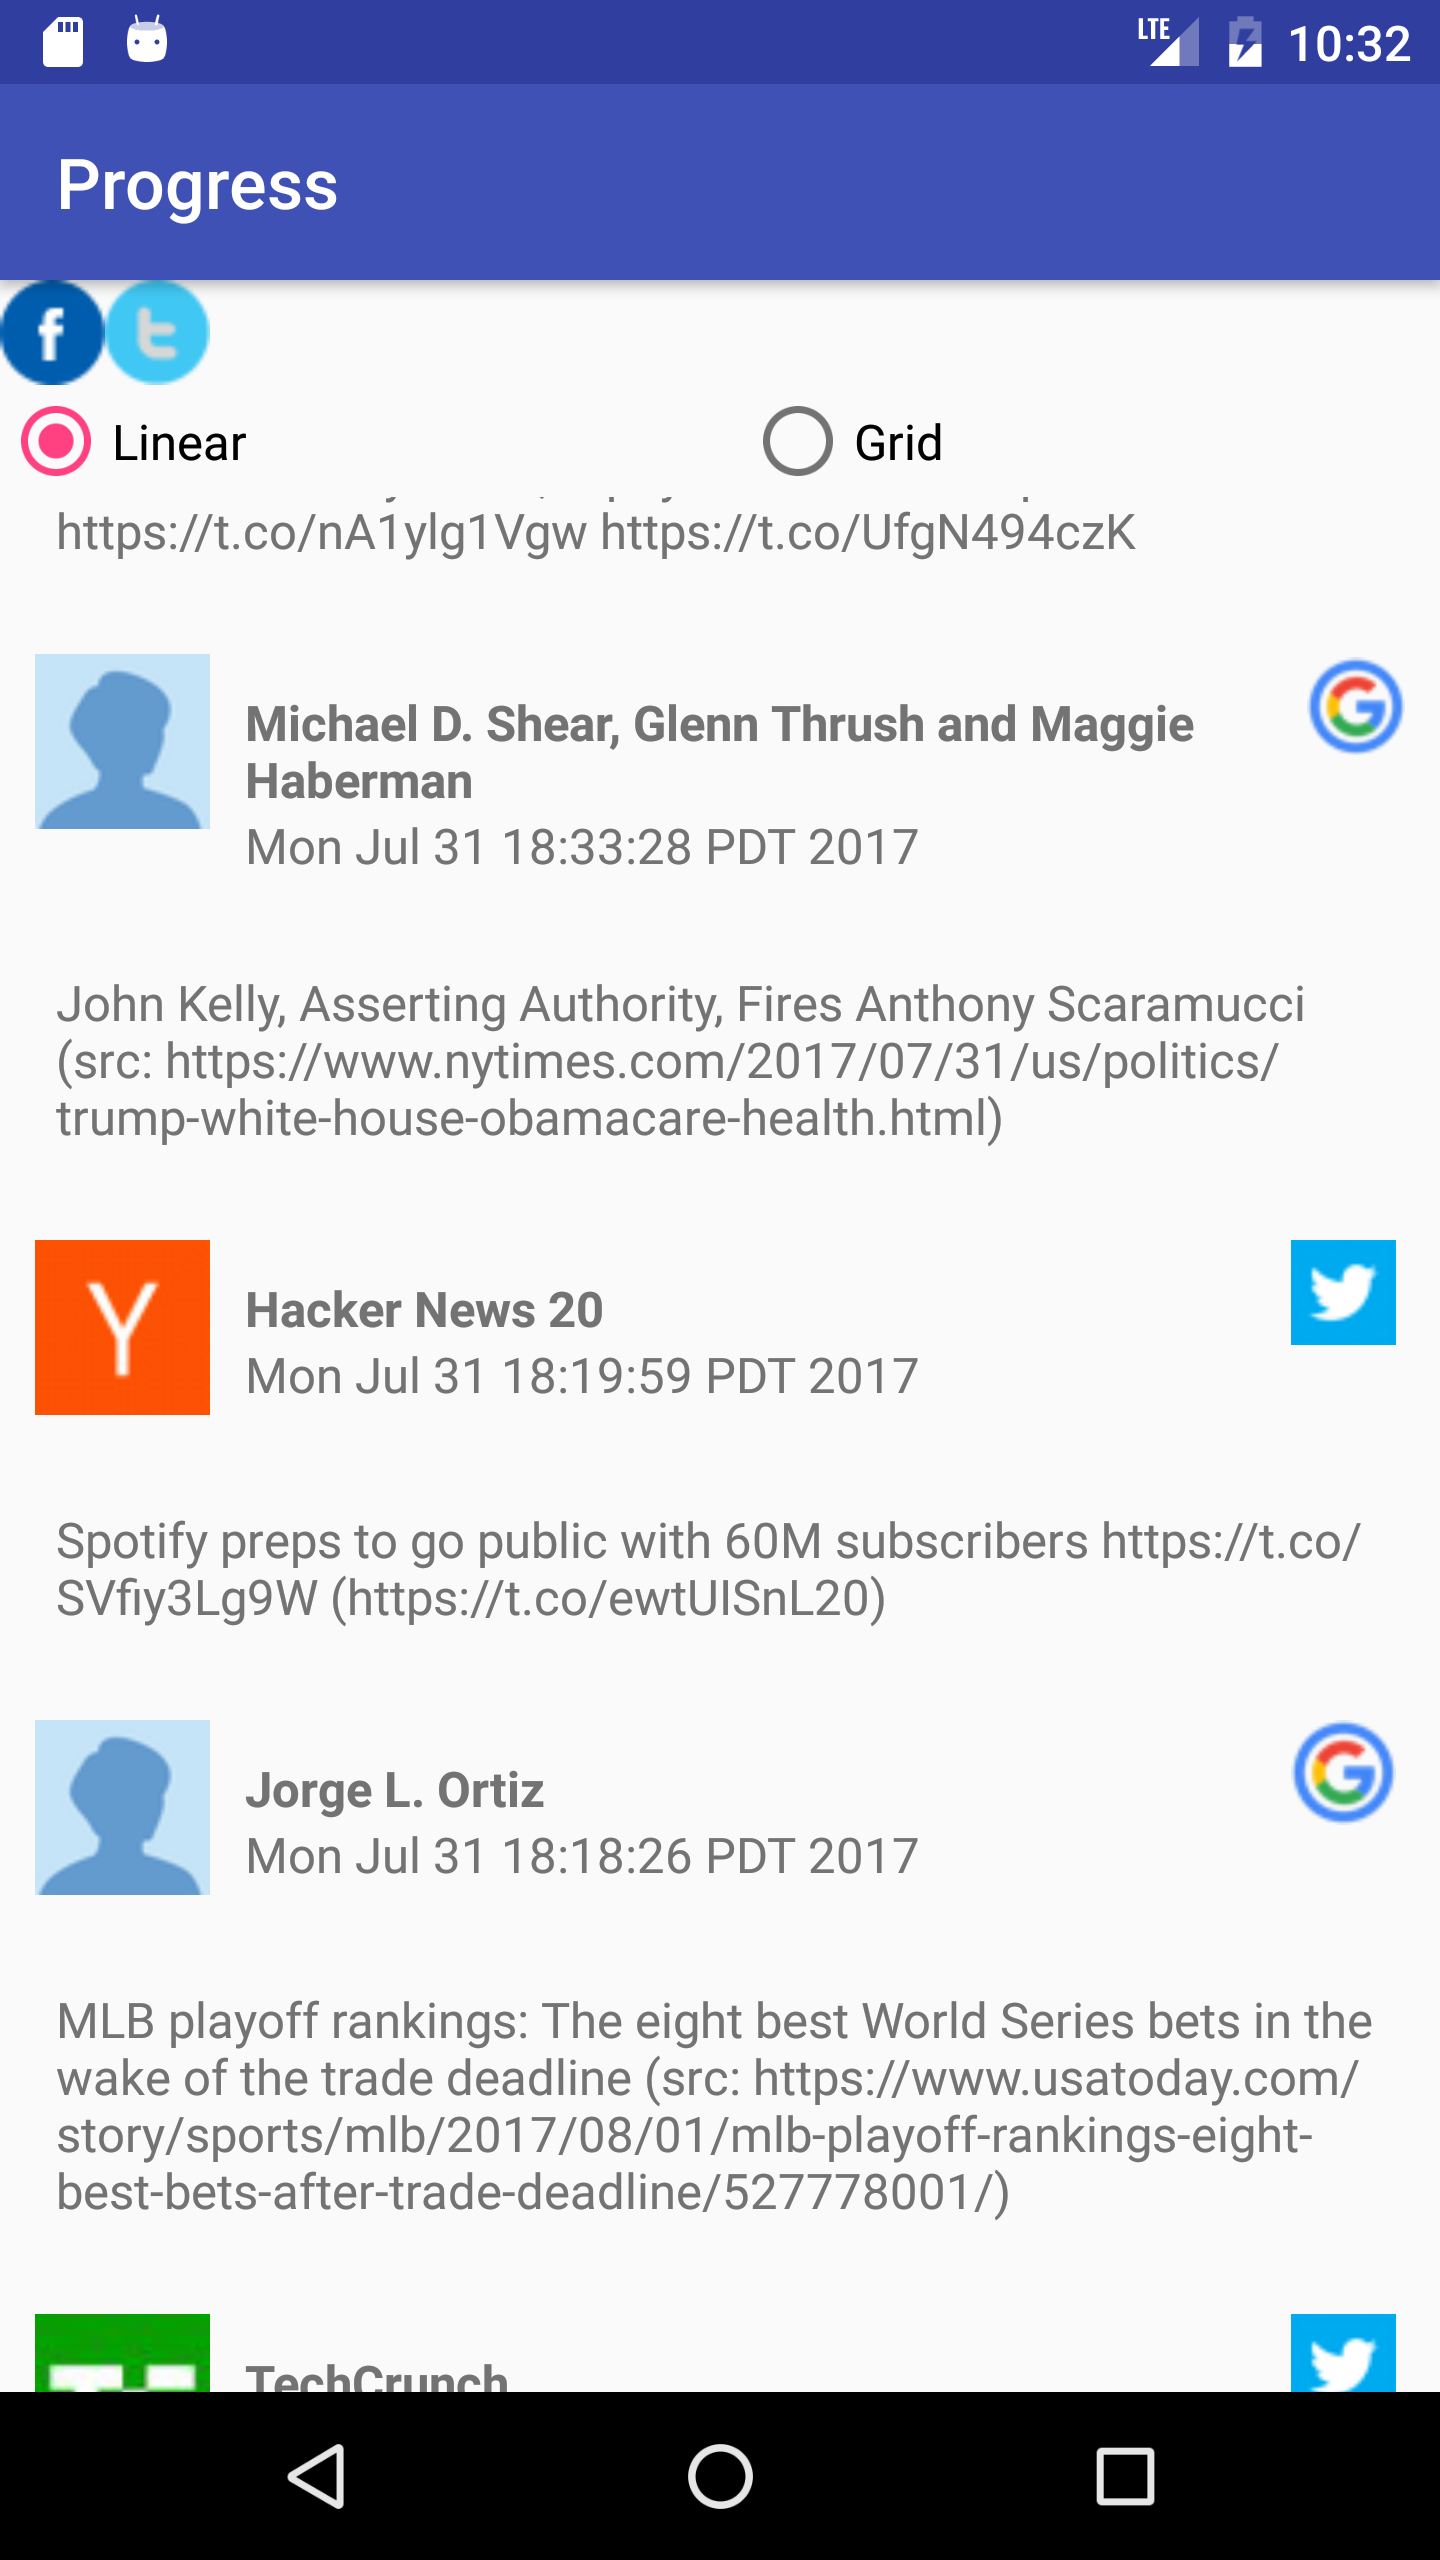 LTE 10:32
Progress
f t
Linear Grid
https://t.co/nA1ylg1Vgw https://t.co/UfgN494czK
Michael D. Shear, Glenn Thrush and Maggie
Haberman
Mon Jul 31 18:33:28 PDT 2017
G
John Kelly, Asserting Authority, Fires Anthony Scaramucci
(src: https://www.nytimes.com/2017/07/31/us/politics/
trump-white-house-obamacare-health.html)
Y
Hacker News 20
Mon Jul 31 18:19:59 PDT 2017
Spotify preps to go public with 60M subscribers https://t.co/
SVfiy3Lg9W (https://t.co/ewtUISnL20)
Jorge L. Ortiz
Mon Jul 31 18:18:26 PDT 2017
G
MLB playoff rankings: The eight best World Series bets in the
wake of the trade deadline (src: https://www.usatoday.com/
story/sports/mlb/2017/08/01/mlb-playoff-rankings-eight-
best-bets-after-trade-deadline/527778001/)
TechCrunch